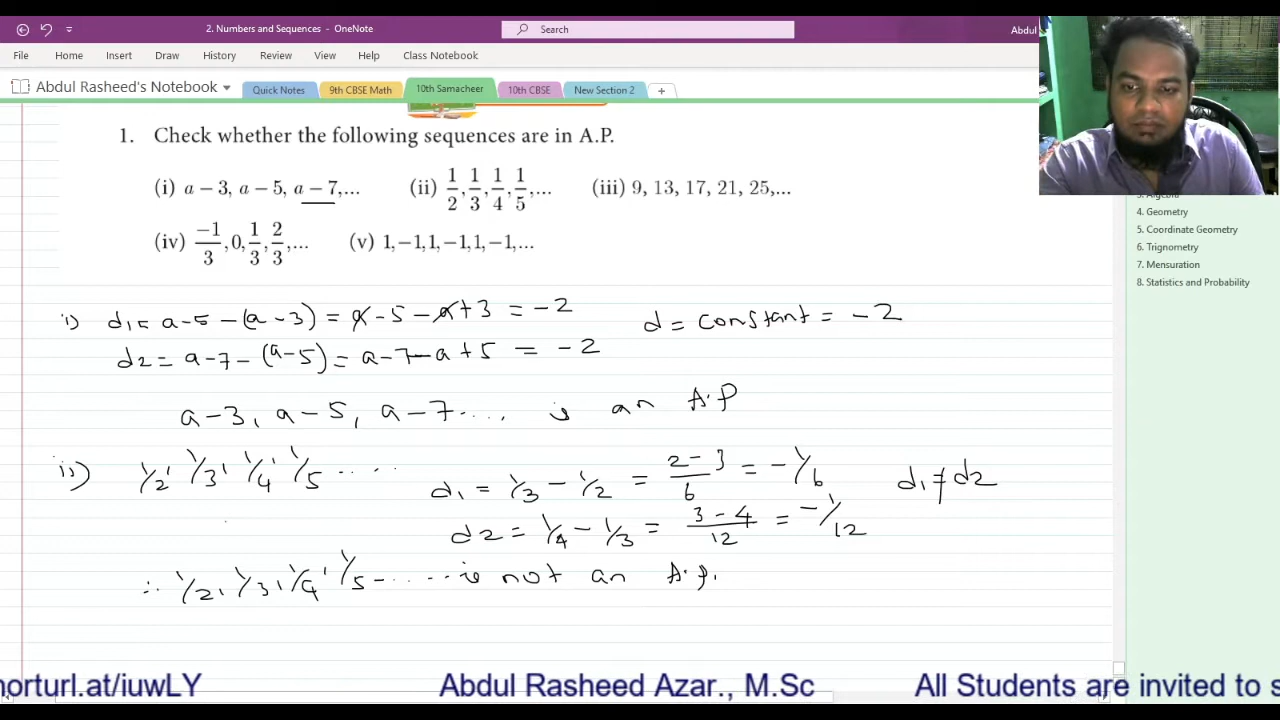 2. Numbers and Sequences - OneNote
Search
Abdul
File Home Insert Draw History Review View Help Class Notebook
Abdul Rasheed's Notebook
Quick Notes 9th CBSE Math 10th Samacheer 10th CBSE New Section 2 +
1. Check whether the following sequences are in A.P.
(i) a − 3, a − 5, a − 7,... (ii) 1/2, 1/3, 1/4, 1/5, ... (iii) 9, 13, 17, 21, 25,...
(iv) −1/3, 0, 1/3, 2/3, ... (v) 1, −1, 1, −1, 1, −1, ...
i) d1 = a-5 -(a-3) = a-5-a+3 = -2 d = constant = -2
d2 = a-7-(a-5) = a-7-a+5 = -2
a-3, a-5, a-7.... is an A.P
ii) 1/2, 1/3, 1/4, 1/5 ..... d1 = 1/3 - 1/2 = 2-3/6 = -1/6 d1 ≠ d2
d2 = 1/4 - 1/3 = 3-4/12 = -1/12
∴ 1/2, 1/3, 1/4, 1/5 ...... is not an A.P.
4. Geometry
5. Coordinate Geometry
6. Trignometry
7. Mensuration
8. Statistics and Probability
horturl.at/iuwLY Abdul Rasheed Azar., M.Sc All Students are invited to s